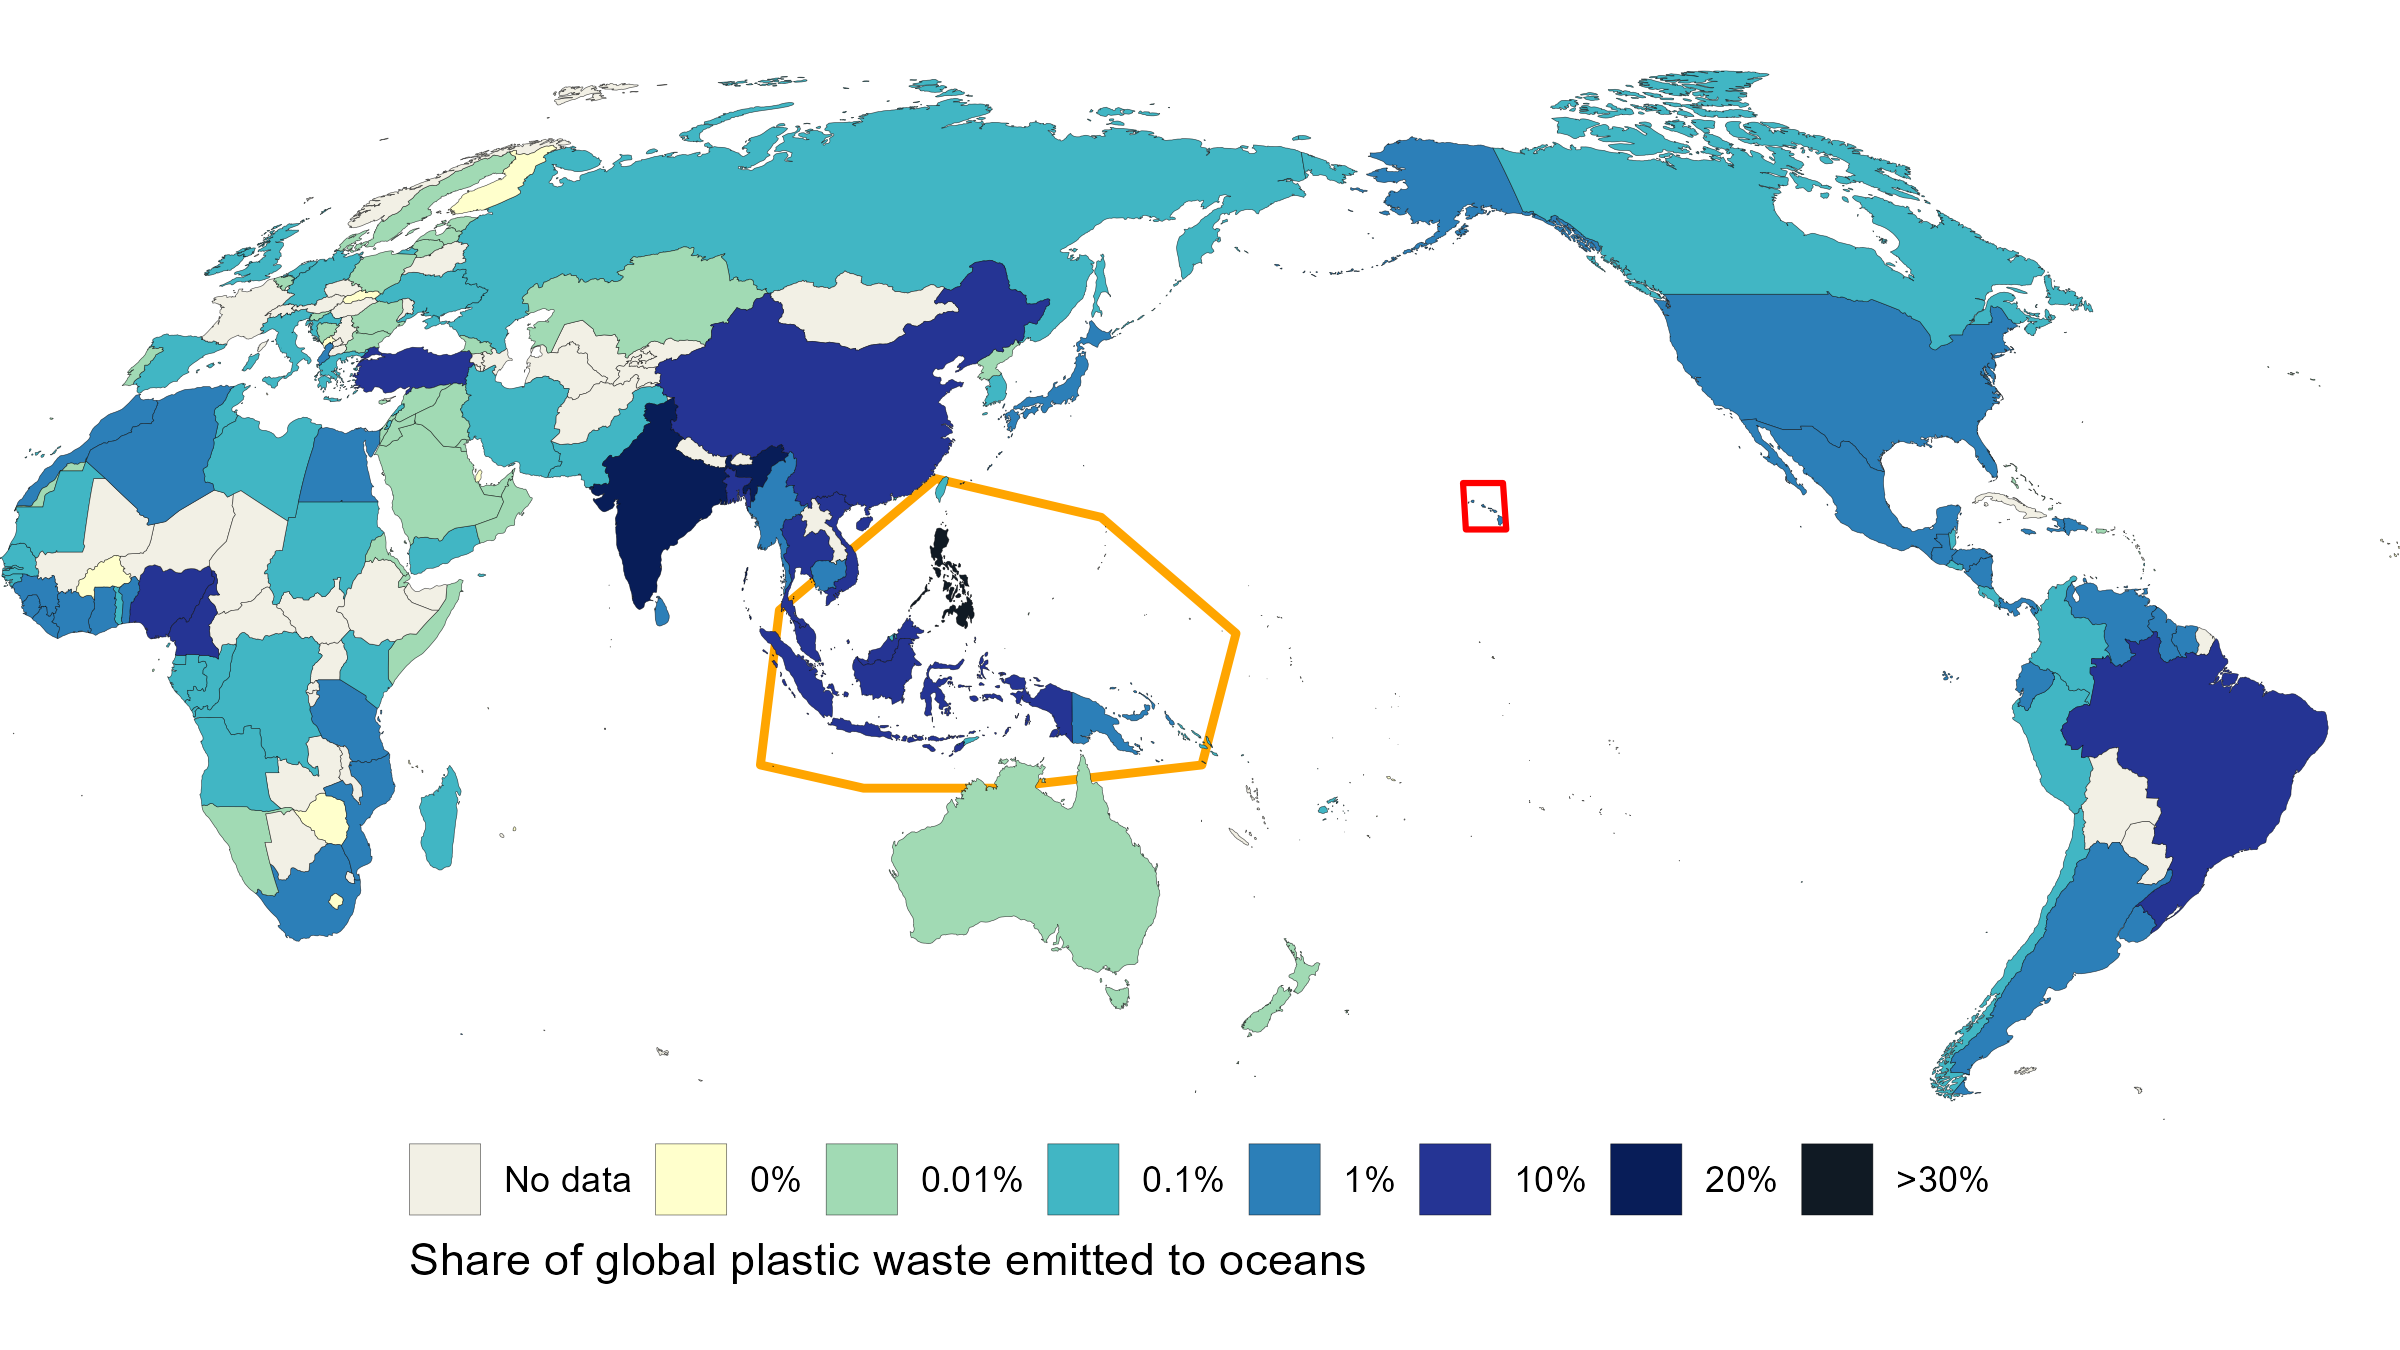 No data 0% 0.01% 0.1% 1% 10% 20% >30%
Share of global plastic waste emitted to oceans